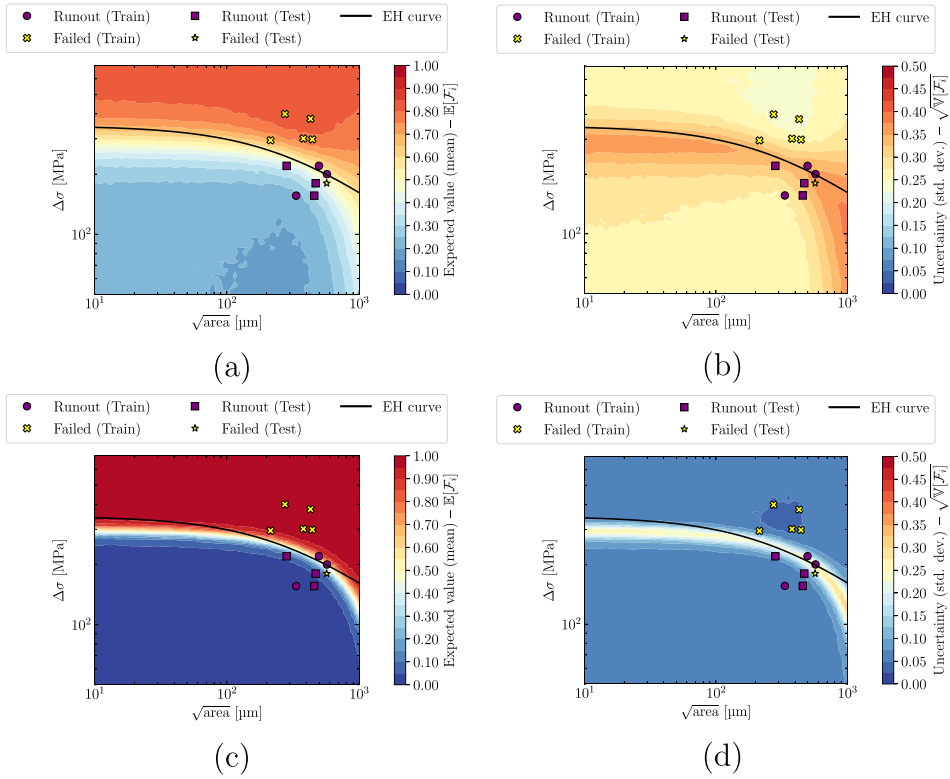 Runout (Train)
Failed (Train)
Runout (Test)
Failed (Test)
EH curve
Δσ [MPa]
10²
10¹
10²
10³
√area [µm]
1.00
0.90
0.80
0.70
0.60
0.50
0.40
0.30
0.20
0.10
0.00
Expected value (mean) − 𝔼[ℱᵢ]
(a)
Runout (Train)
Failed (Train)
Runout (Test)
Failed (Test)
EH curve
Δσ [MPa]
10²
10¹
10²
10³
√area [µm]
0.50
0.45
0.40
0.35
0.30
0.25
0.20
0.15
0.10
0.05
0.00
Uncertainty (std. dev.) − √𝕍[ℱᵢ]
(b)
Runout (Train)
Failed (Train)
Runout (Test)
Failed (Test)
EH curve
Δσ [MPa]
10²
10¹
10²
10³
√area [µm]
1.00
0.90
0.80
0.70
0.60
0.50
0.40
0.30
0.20
0.10
0.00
Expected value (mean) − 𝔼[ℱᵢ]
(c)
Runout (Train)
Failed (Train)
Runout (Test)
Failed (Test)
EH curve
Δσ [MPa]
10²
10¹
10²
10³
√area [µm]
0.50
0.45
0.40
0.35
0.30
0.25
0.20
0.15
0.10
0.05
0.00
Uncertainty (std. dev.) − √𝕍[ℱᵢ]
(d)